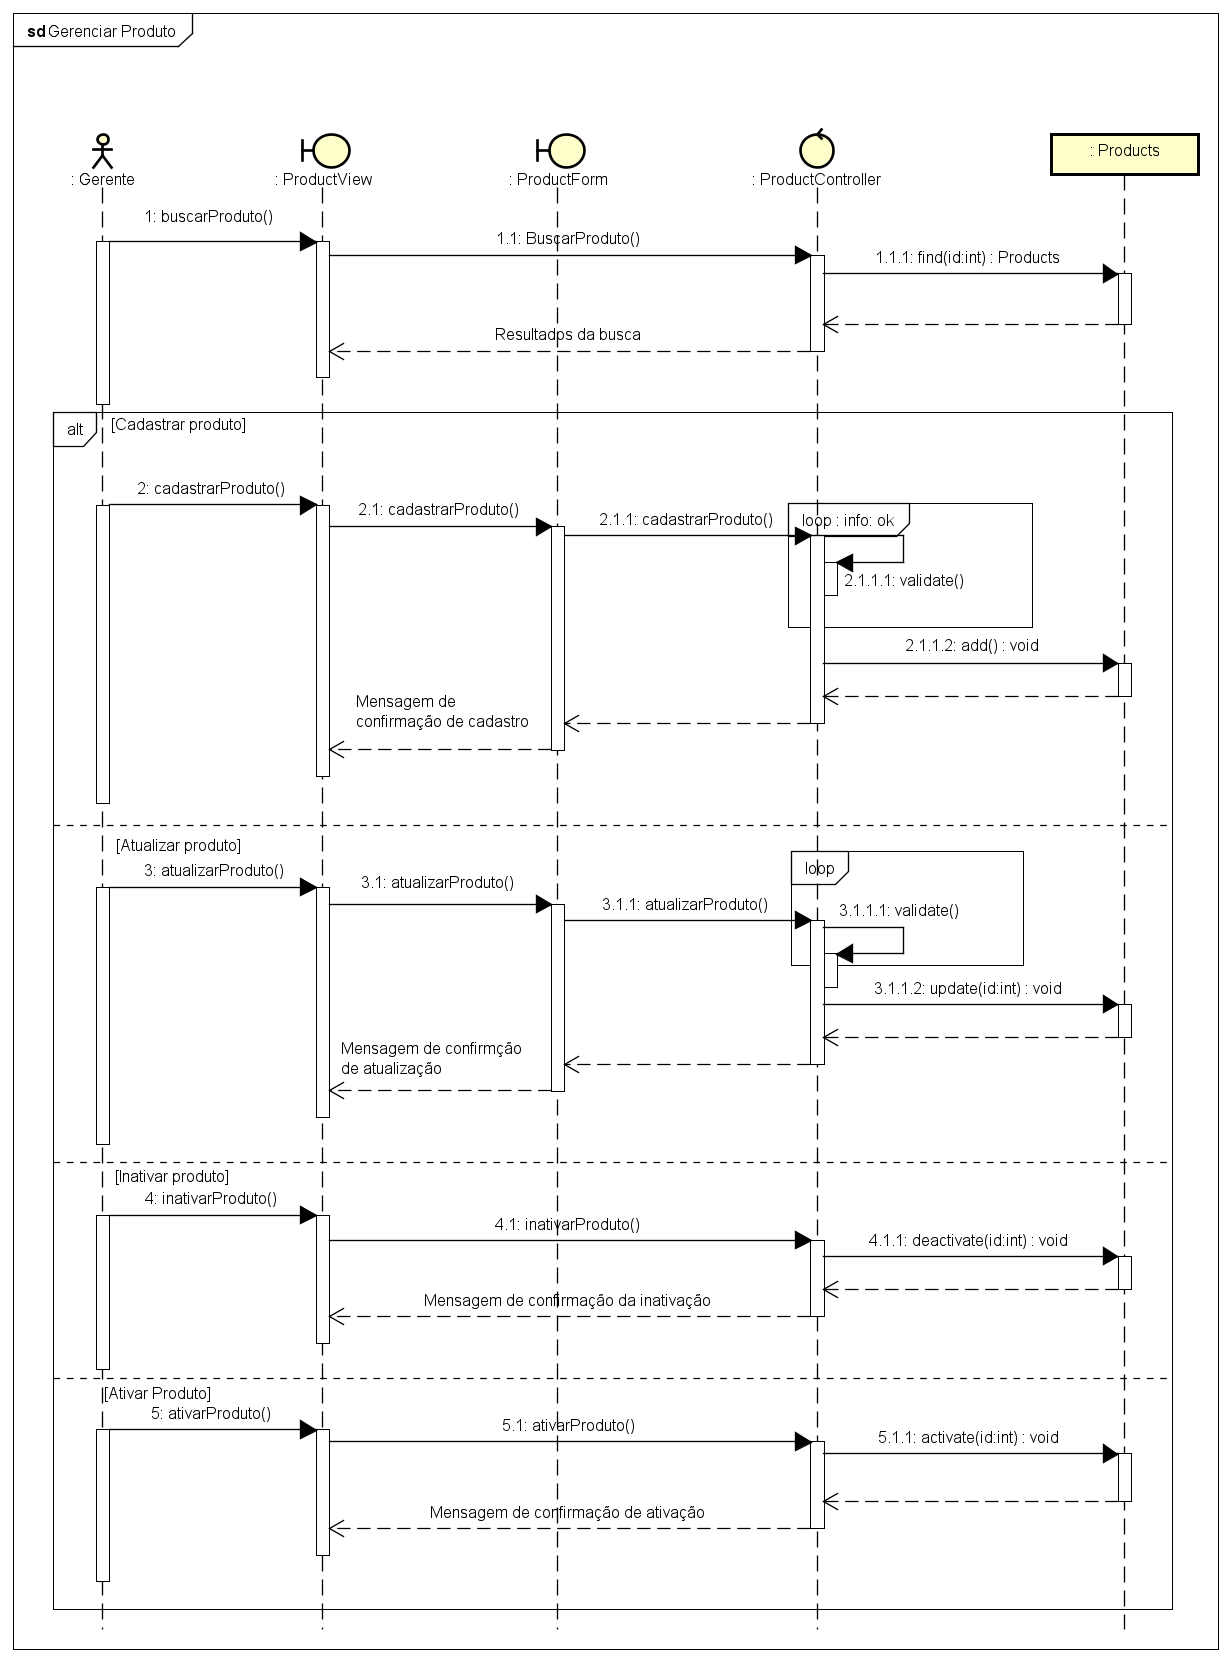 sd Gerenciar Produto
: Gerente
: ProductView
: ProductForm
: ProductController
: Products
1: buscarProduto()
1.1: BuscarProduto()
1.1.1: find(id:int) : Products
Resultados da busca
alt
[Cadastrar produto]
2: cadastrarProduto()
2.1: cadastrarProduto()
2.1.1: cadastrarProduto()
loop : info: ok
2.1.1.1: validate()
2.1.1.2: add() : void
Mensagem de
confirmação de cadastro
[Atualizar produto]
3: atualizarProduto()
3.1: atualizarProduto()
3.1.1: atualizarProduto()
loop
3.1.1.1: validate()
3.1.1.2: update(id:int) : void
Mensagem de confirmção
de atualização
[Inativar produto]
4: inativarProduto()
4.1: inativarProduto()
4.1.1: deactivate(id:int) : void
Mensagem de confirmação da inativação
[Ativar Produto]
5: ativarProduto()
5.1: ativarProduto()
5.1.1: activate(id:int) : void
Mensagem de confirmação de ativação